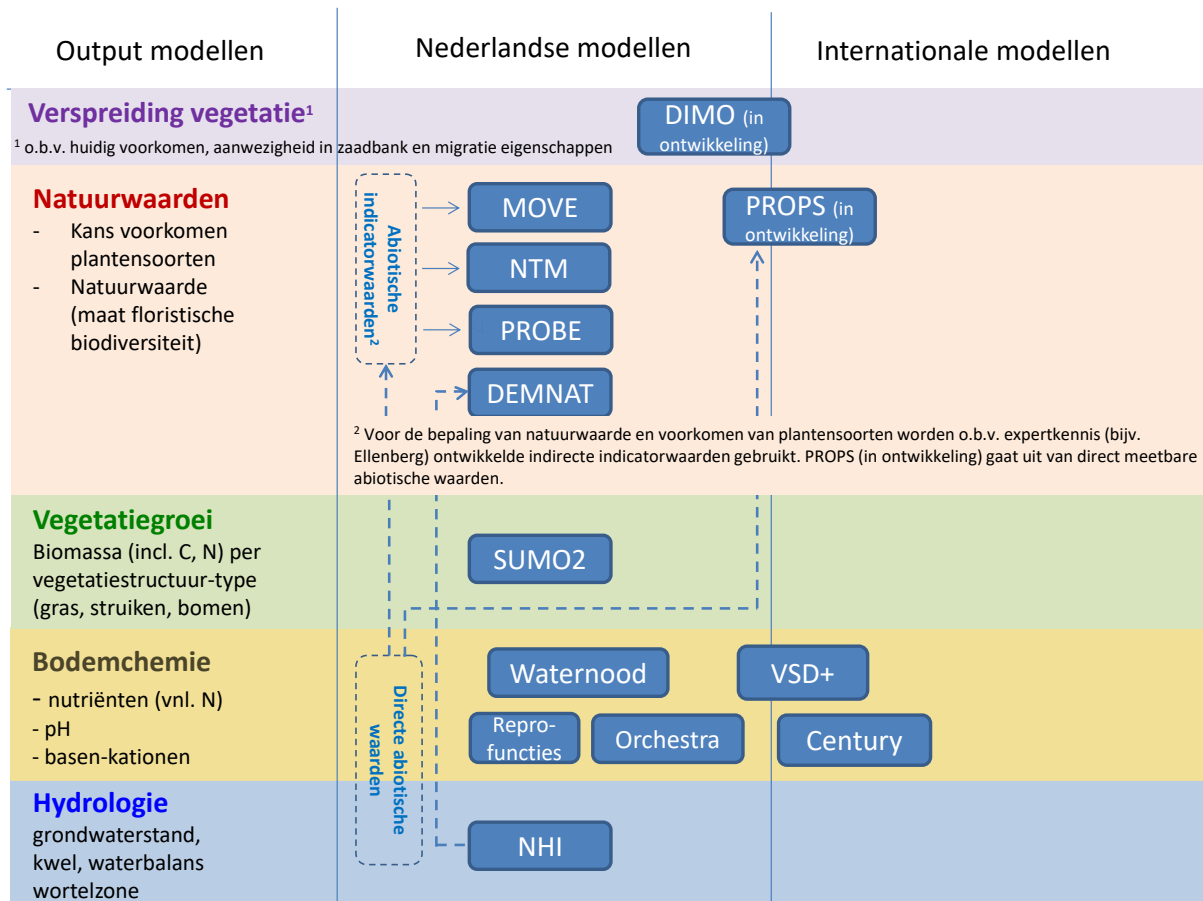 Output modellen
Nederlandse modellen
Internationale modellen
Verspreiding vegetatie¹
¹ o.b.v. huidig voorkomen, aanwezigheid in zaadbank en migratie eigenschappen
DIMO (in
ontwikkeling)
Natuurwaarden
- Kans voorkomen
plantensoorten
- Natuurwaarde
(maat floristische
biodiversiteit)
Abiotische
indicatorwaarden²
MOVE
NTM
PROBE
DEMNAT
PROPS (in
ontwikkeling)
² Voor de bepaling van natuurwaarde en voorkomen van plantensoorten worden o.b.v. expertkennis (bijv.
Ellenberg) ontwikkelde indirecte indicatorwaarden gebruikt. PROPS (in ontwikkeling) gaat uit van direct meetbare
abiotische waarden.
Vegetatiegroei
Biomassa (incl. C, N) per
vegetatiestructuur-type
(gras, struiken, bomen)
SUMO2
Bodemchemie
- nutriënten (vnl. N)
- pH
- basen-kationen
Directe abiotische
waarden
Waternood
VSD+
Repro-
functies
Orchestra
Century
Hydrologie
grondwaterstand,
kwel, waterbalans
wortelzone
NHI